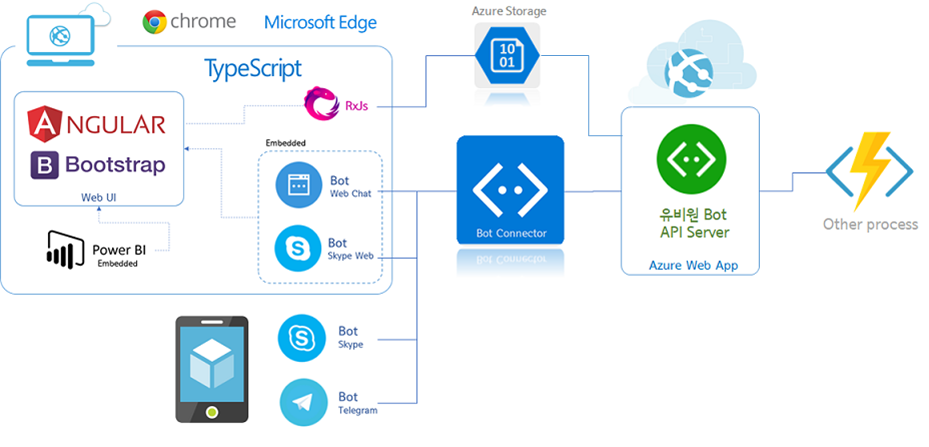 chrome
Microsoft Edge
Azure Storage
10
01
TypeScript
RxJs
ANGULAR
B Bootstrap
Web UI
Embedded
Bot
Web Chat
Bot
Skype Web
Power BI
Embedded
Bot Connector
유비원 Bot
API Server
Azure Web App
Other process
Bot
Skype
Bot
Telegram